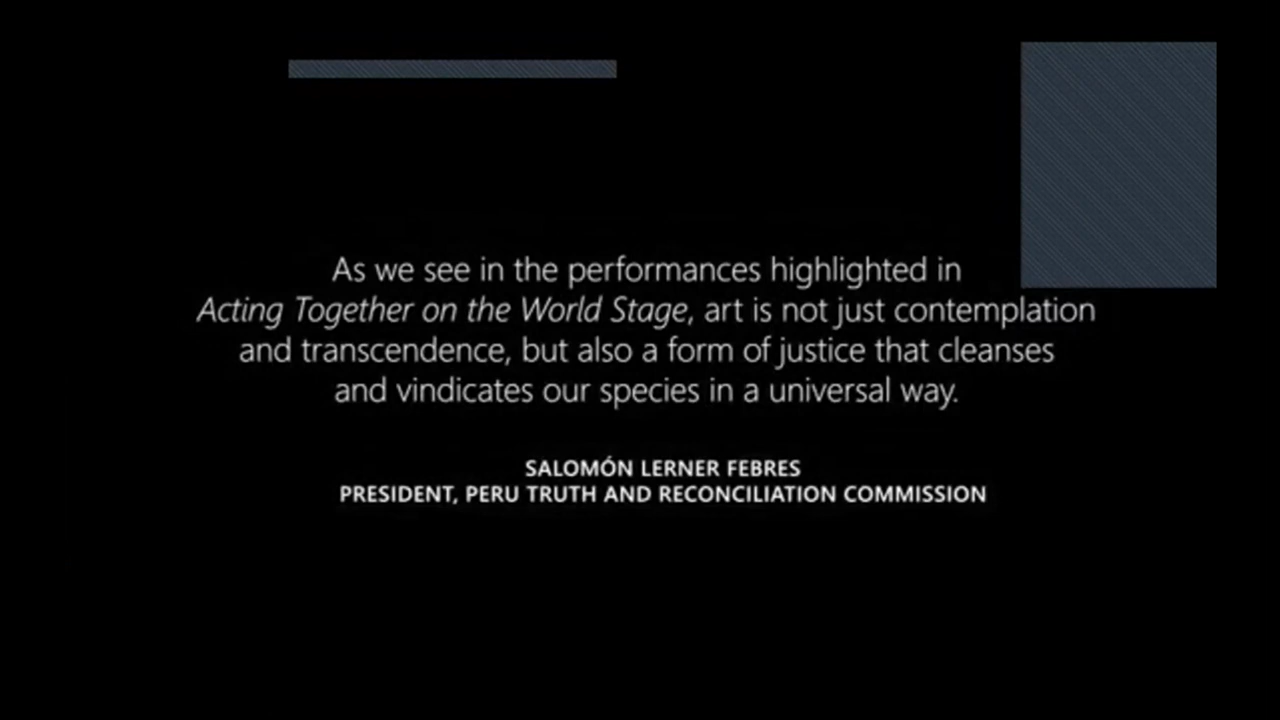 As we see in the performances highlighted in
Acting Together on the World Stage, art is not just contemplation
and transcendence, but also a form of justice that cleanses
and vindicates our species in a universal way.
SALOMÓN LERNER FEBRES
PRESIDENT, PERU TRUTH AND RECONCILIATION COMMISSION